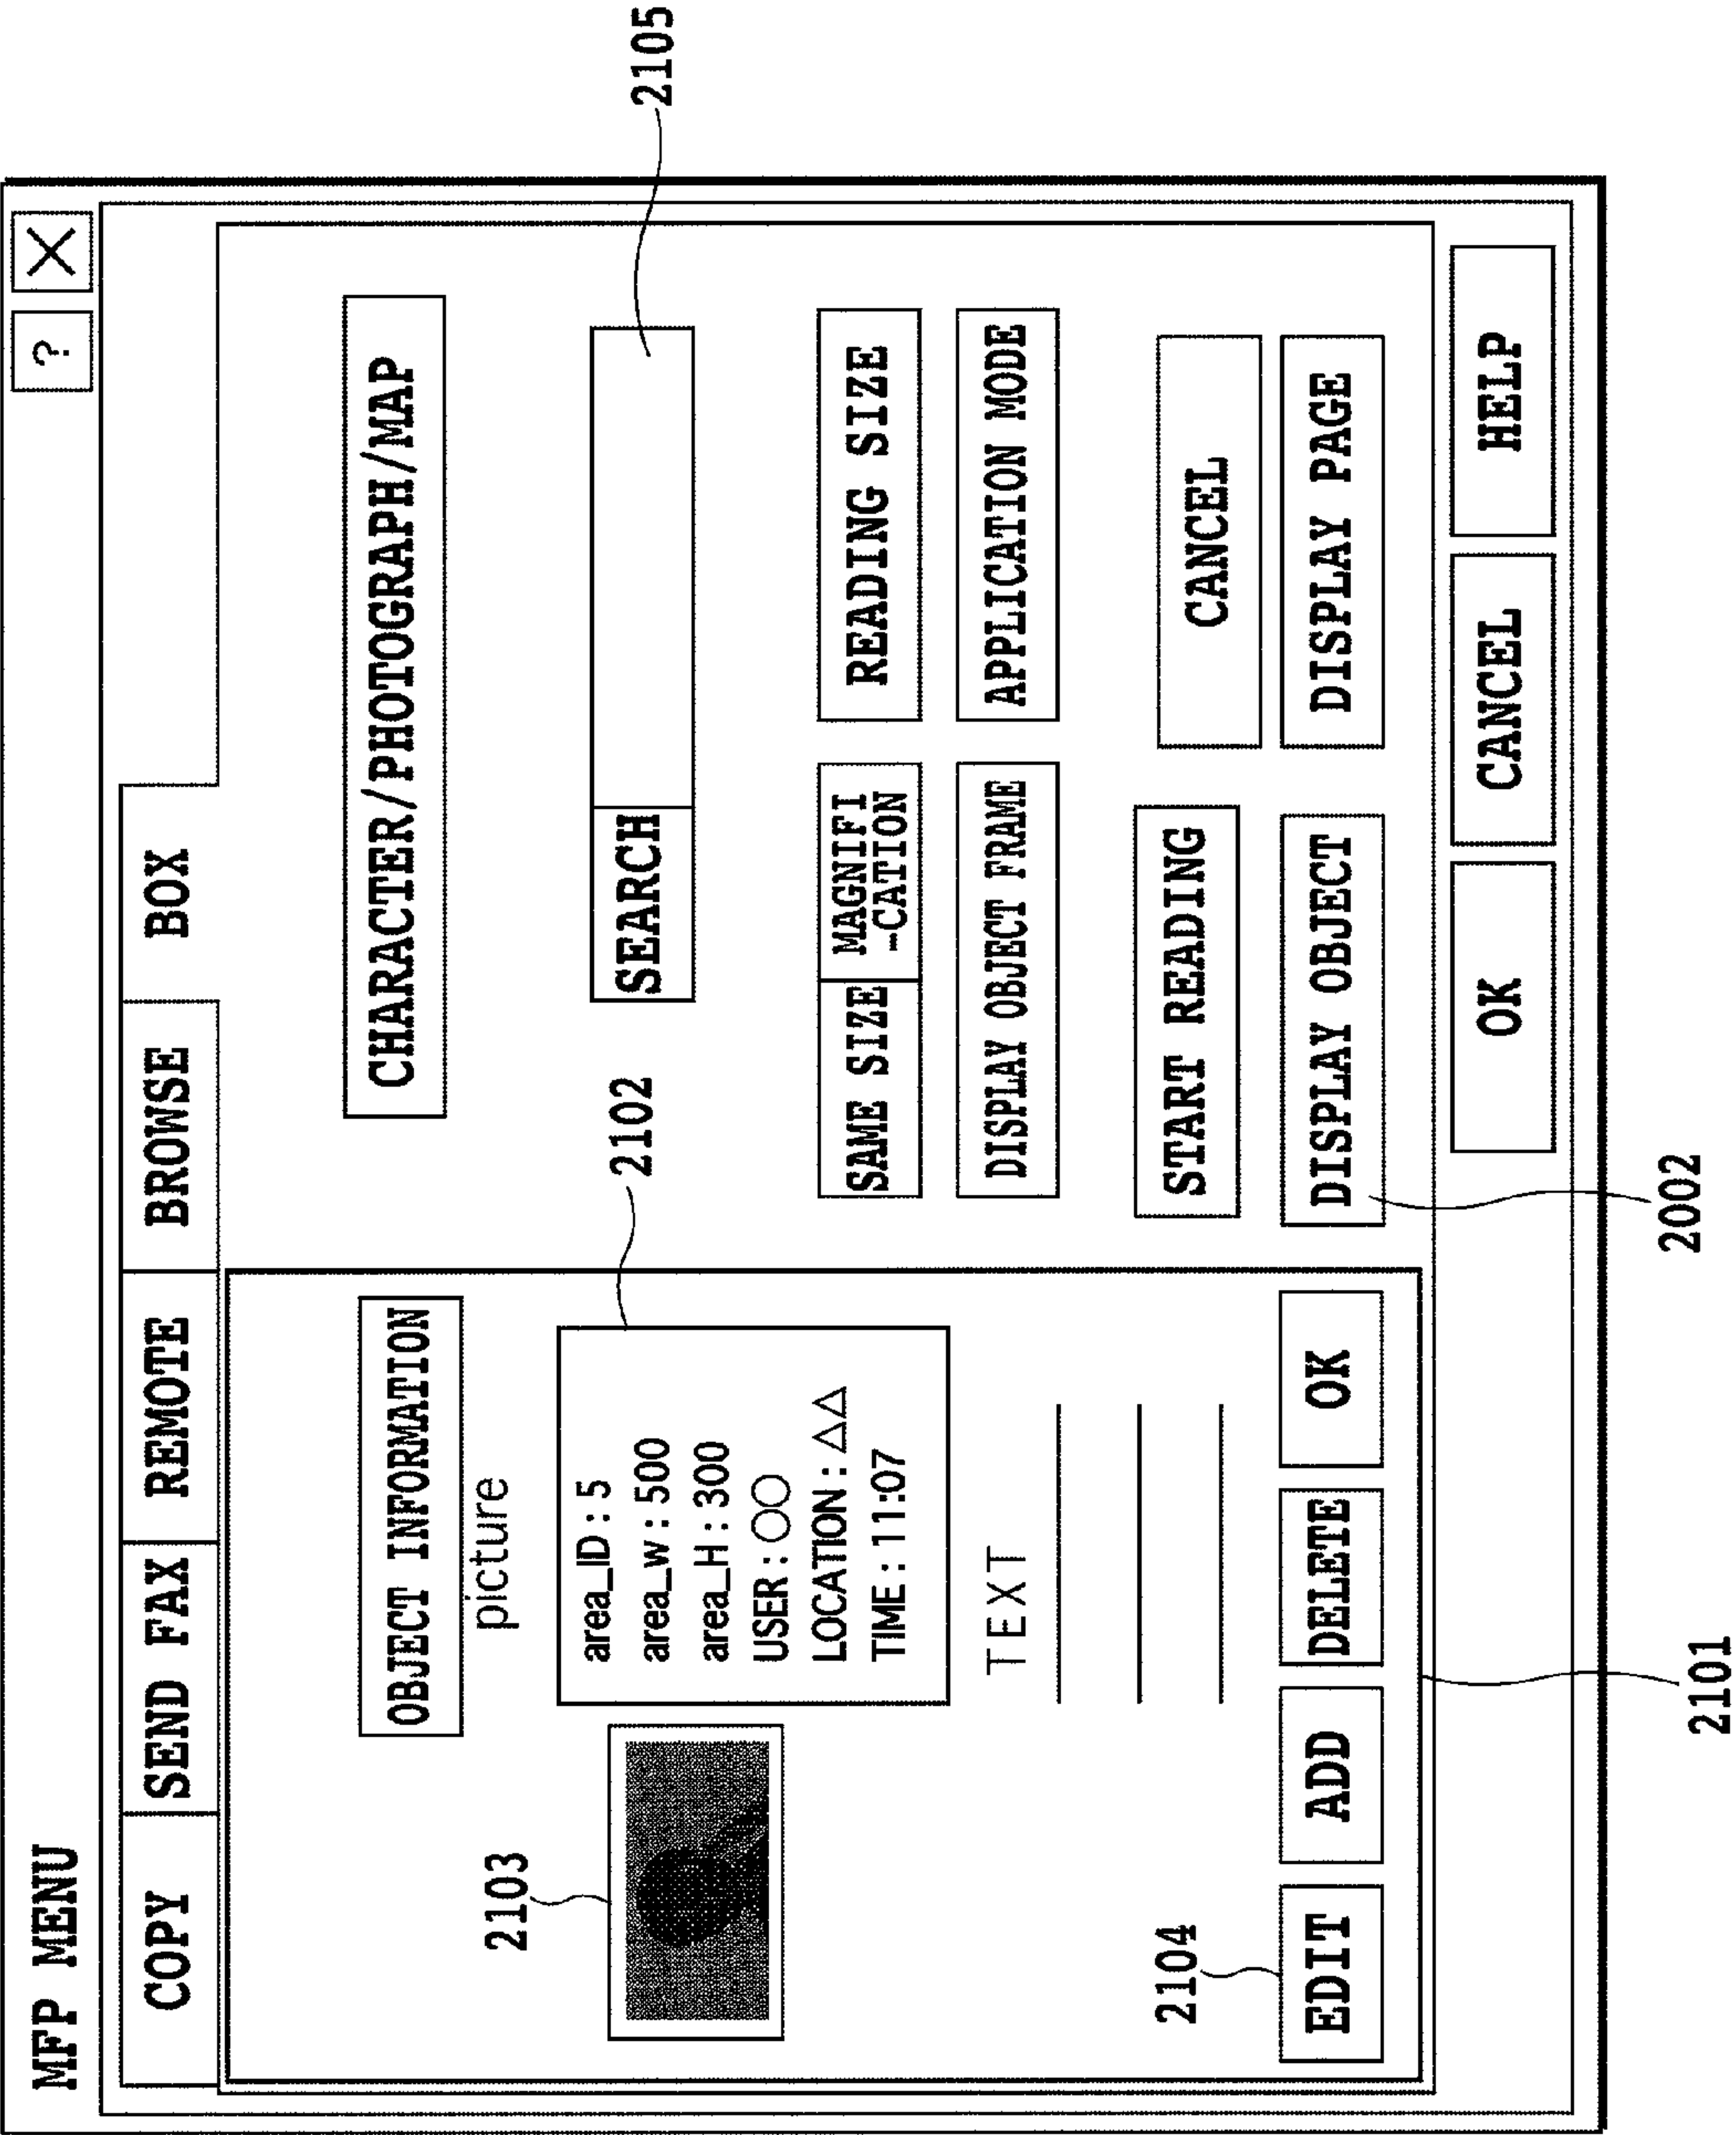 MFP MENU
? X
COPY SEND FAX REMOTE BROWSE BOX
OBJECT INFORMATION
picture
2103
area_ID : 5
area_w : 500
area_H : 300
USER : ○○
LOCATION : △△
TIME : 11:07
2102
TEXT
2104
EDIT ADD DELETE OK
2101
CHARACTER/PHOTOGRAPH/MAP
SEARCH
2105
SAME SIZE
MAGNIFI
-CATION
READING SIZE
DISPLAY OBJECT FRAME
APPLICATION MODE
START READING
CANCEL
DISPLAY OBJECT
DISPLAY PAGE
2002
OK CANCEL HELP